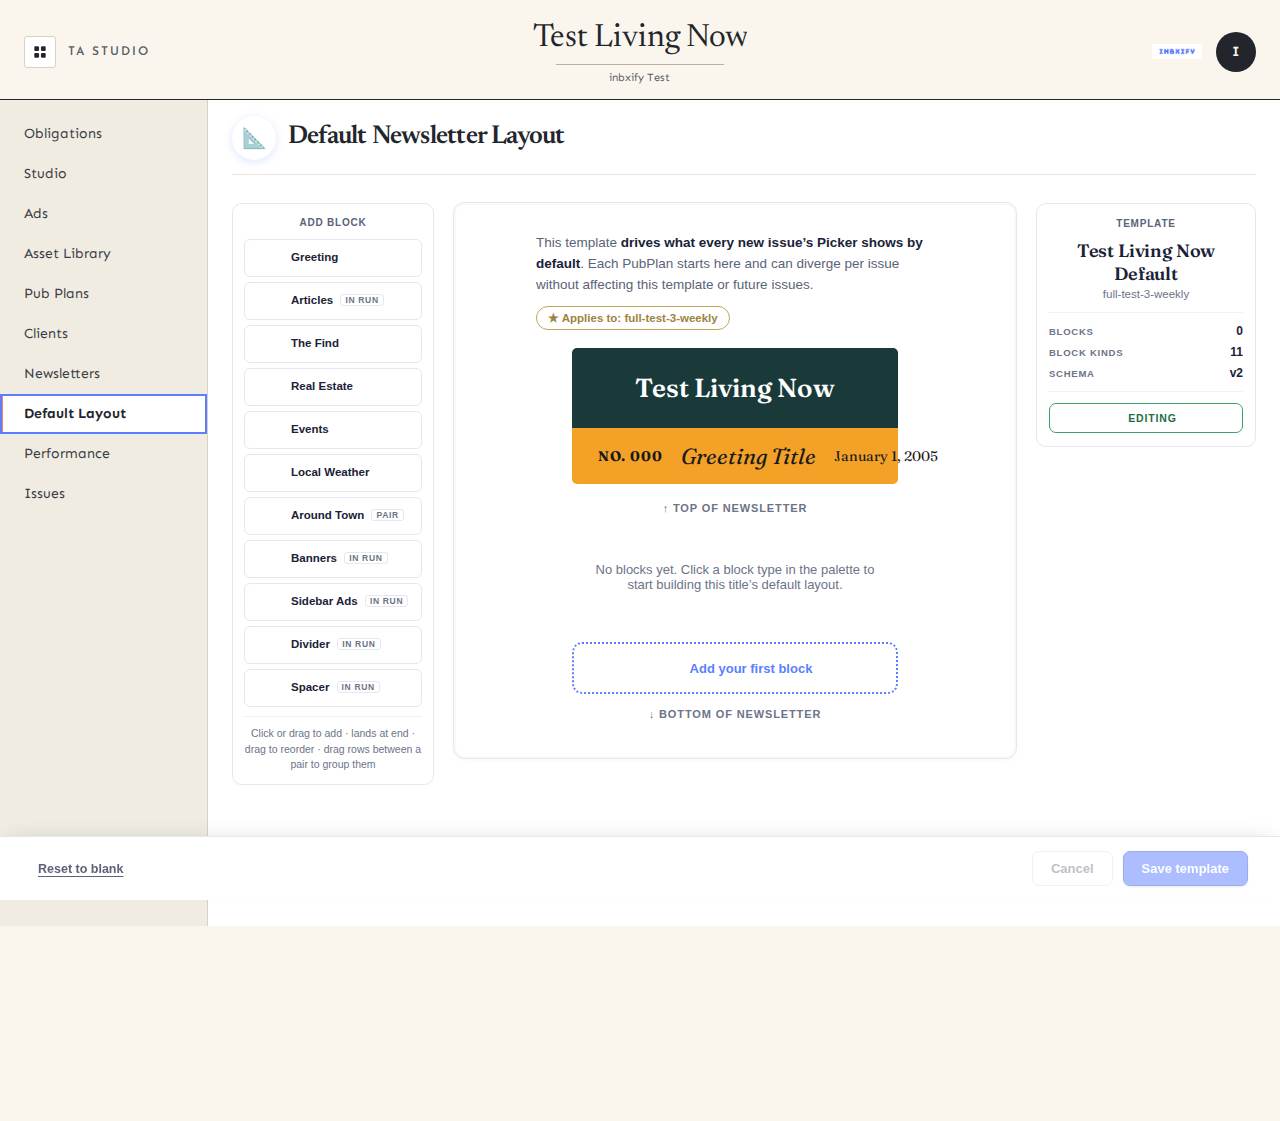 TA STUDIO
Test Living Now
inbxify Test
INBXIFY
I
Obligations
Studio
Ads
Asset Library
Pub Plans
Clients
Newsletters
Default Layout
Performance
Issues
Default Newsletter Layout
ADD BLOCK
Greeting
Articles IN RUN
The Find
Real Estate
Events
Local Weather
Around Town PAIR
Banners IN RUN
Sidebar Ads IN RUN
Divider IN RUN
Spacer IN RUN
Click or drag to add · lands at end ·
drag to reorder · drag rows between a
pair to group them
This template drives what every new issue’s Picker shows by
default. Each PubPlan starts here and can diverge per issue
without affecting this template or future issues.
★ Applies to: full-test-3-weekly
Test Living Now
NO. 000 Greeting Title January 1, 2005
↑ TOP OF NEWSLETTER
No blocks yet. Click a block type in the palette to
start building this title’s default layout.
Add your first block
↓ BOTTOM OF NEWSLETTER
TEMPLATE
Test Living Now
Default
full-test-3-weekly
BLOCKS 0
BLOCK KINDS 11
SCHEMA v2
EDITING
Reset to blank
Cancel
Save template